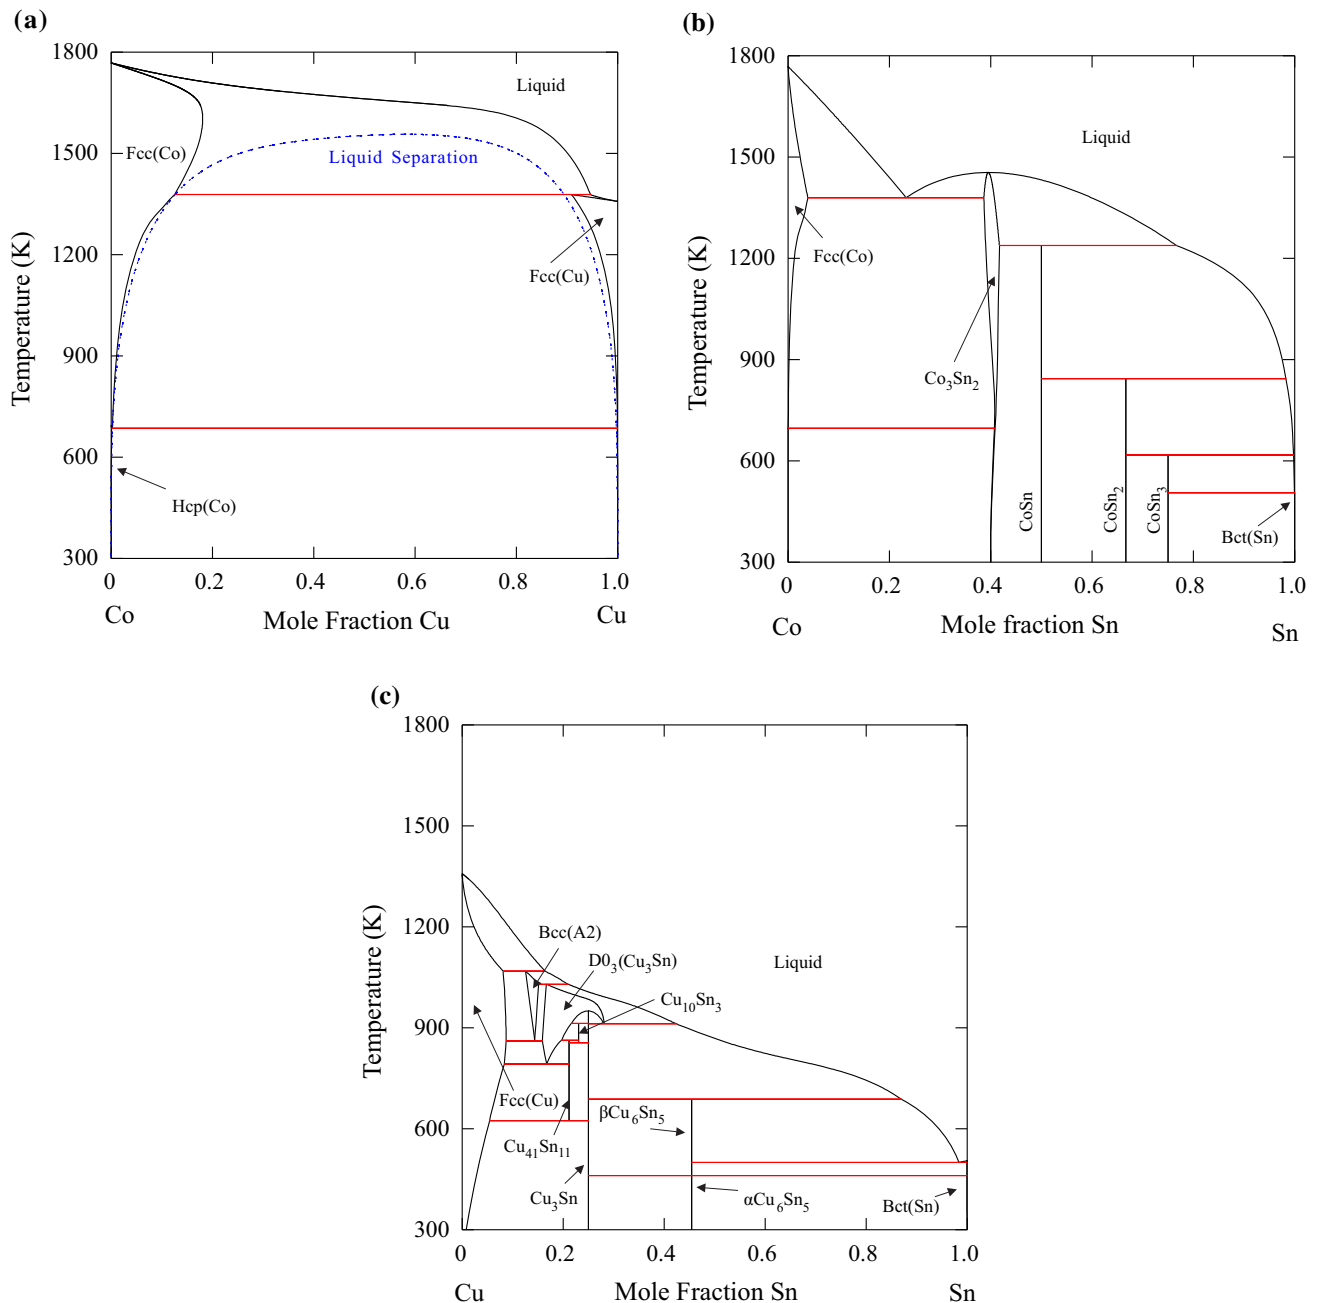 (a)
1800
1500
1200
900
600
300
Temperature (K)
Liquid
Fcc(Co)
Liquid Separation
Fcc(Cu)
Hcp(Co)
0 0.2 0.4 0.6 0.8 1.0
Co Mole Fraction Cu Cu
(b)
1800
1500
1200
900
600
300
Temperature (K)
Liquid
Fcc(Co)
Co3Sn2
CoSn
CoSn2
CoSn3
Bct(Sn)
0 0.2 0.4 0.6 0.8 1.0
Co Mole fraction Sn Sn
(c)
1800
1500
1200
900
600
300
Temperature (K)
Bcc(A2)
D03(Cu3Sn)
Liquid
Cu10Sn3
Fcc(Cu)
βCu6Sn5
Cu41Sn11
Cu3Sn
αCu6Sn5
Bct(Sn)
0 0.2 0.4 0.6 0.8 1.0
Cu Mole Fraction Sn Sn